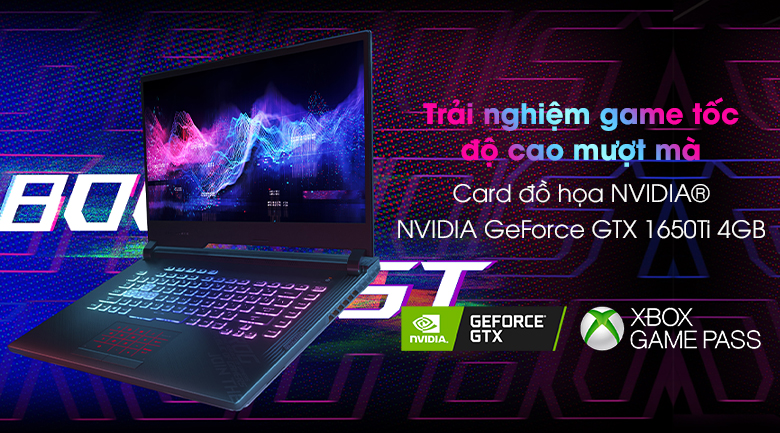 Trải nghiệm game tốc
độ cao mượt mà
Card đồ họa NVIDIA®
NVIDIA GeForce GTX 1650Ti 4GB
NVIDIA.
GEFORCE®
GTX
XBOX
GAME PASS